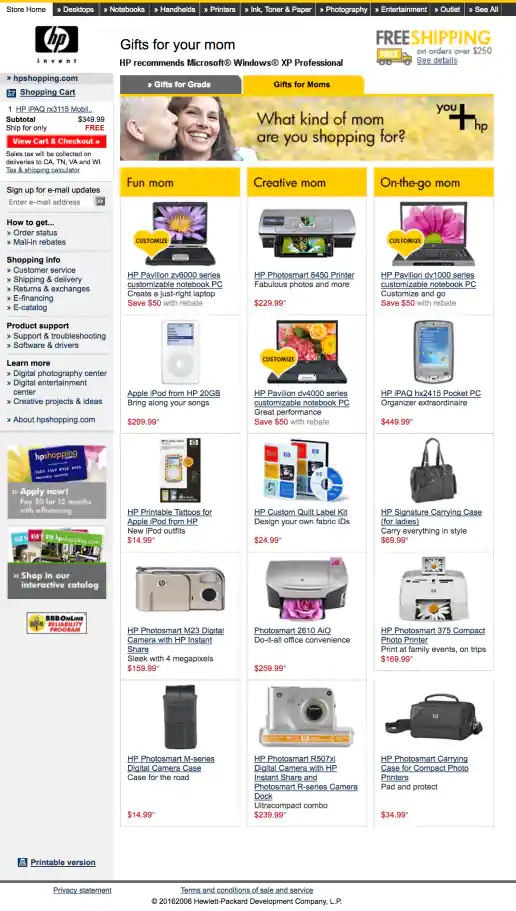 Store Home » Desktops » Notebooks » Handhelds » Printers » Ink, Toner & Paper » Photography » Entertainment » Outlet » See All
hp
invent
Gifts for your mom
HP recommends Microsoft® Windows® XP Professional
FREE SHIPPING
on orders over $250
See details
» hpshopping.com
Shopping Cart
1 HP iPAQ rx3115 Mobil..
Subtotal $349.99
Ship for only FREE
View Cart & Checkout »
Sales tax will be collected on
deliveries to CA, TN, VA and WI
Tax & shipping calculator
Sign up for e-mail updates
Enter e-mail address
How to get...
» Order status
» Mail-in rebates
Shopping info
» Customer service
» Shipping & delivery
» Returns & exchanges
» E-financing
» E-catalog
Product support
» Support & troubleshooting
» Software & drivers
Learn more
» Digital photography center
» Digital entertainment
center
» Creative projects & ideas
» About hpshopping.com
hpshopping
» Apply now!
Pay $0 for 12 months
with e-financing
» Shop in our
interactive catalog
BBBOnLine
RELIABILITY
PROGRAM
Printable version
» Gifts for Grads
Gifts for Moms
What kind of mom
are you shopping for?
you
+hp
Fun mom
CUSTOMIZE
HP Pavilion zv6000 series
customizable notebook PC
Create a just-right laptop
Save $50 with rebate
Apple iPod from HP 20GB
Bring along your songs
$299.99*
HP Printable Tattoos for
Apple iPod from HP
New iPod outfits
$14.99*
HP Photosmart M23 Digital
Camera with HP Instant
Share
Sleek with 4 megapixels
$159.99*
HP Photosmart M-series
Digital Camera Case
Case for the road
$14.99*
Creative mom
HP Photosmart 8450 Printer
Fabulous photos and more
$229.99*
CUSTOMIZE
HP Pavilion dv4000 series
customizable notebook PC
Great performance
Save $50 with rebate
HP Custom Quilt Label Kit
Design your own fabric IDs
$24.99*
Photosmart 2610 AiO
Do-it-all office convenience
$259.99*
HP Photosmart R507xi
Digital Camera with HP
Instant Share and
Photosmart R-series Camera
Dock
Ultracompact combo
$239.99*
On-the-go mom
CUSTOMIZE
HP Pavilion dv1000 series
customizable notebook PC
Customize and go
Save $50 with rebate
HP iPAQ hx2415 Pocket PC
Organizer extraordinaire
$449.99*
HP Signature Carrying Case
(for ladies)
Carry everything in style
$69.99*
HP Photosmart 375 Compact
Photo Printer
Print at family events, on trips
$169.99*
HP Photosmart Carrying
Case for Compact Photo
Printers
Pad and protect
$34.99*
Privacy statement
Terms and conditions of sale and service
© 20162006 Hewlett-Packard Development Company, L.P.